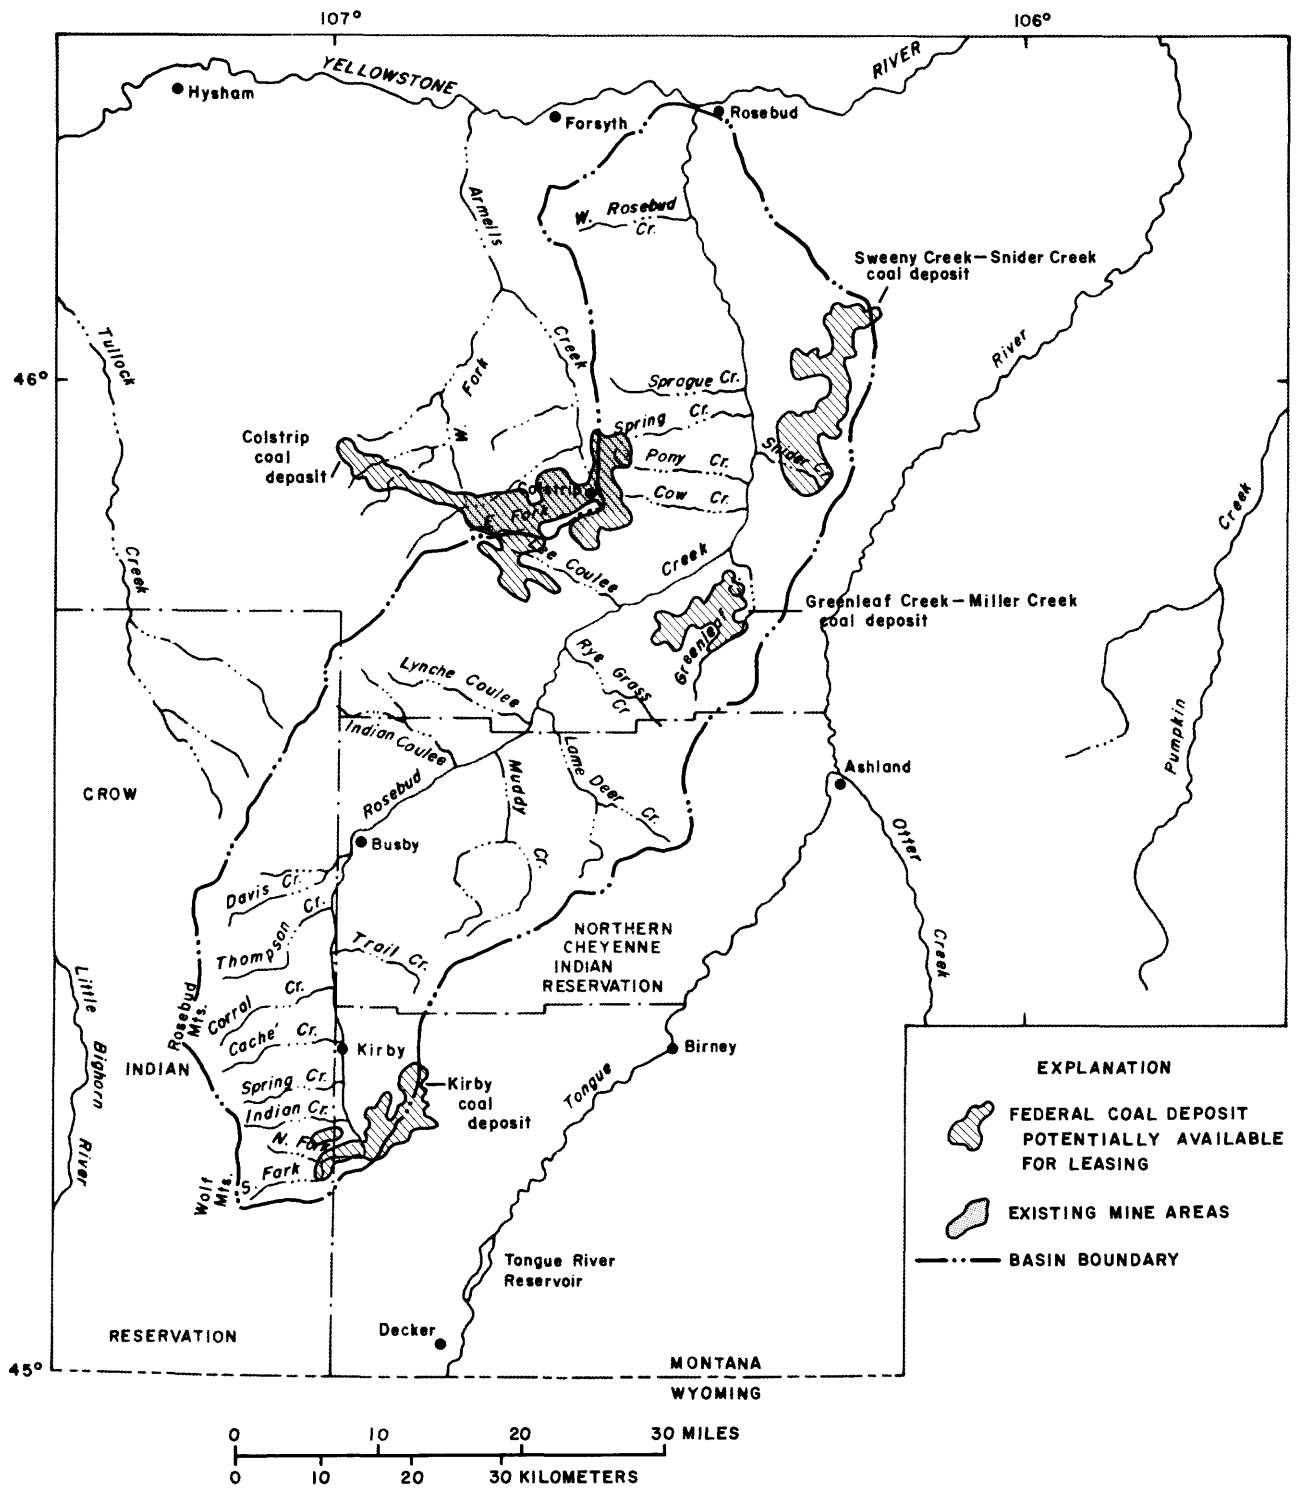 107°
106°
YELLOWSTONE
RIVER
Hysham
Forsyth
Rosebud
Armells
Creek
W. Rosebud
Cr.
Sweeny Creek—Snider Creek
coal deposit
Tullock
Creek
River
46°
Fork
W.
Sprague Cr.
Spring Cr.
Colstrip
coal
deposit
Snider Cr.
Pony Cr.
Colstrip
Cow Cr.
E. Fork
Creek
Lee Coulee
Creek
Greenleaf Cr.
Greenleaf Creek—Miller Creek
coal deposit
Rye Grass
Cr
Lynche Coulee
Indian Coulee
Pumpkin
Lame Deer Cr.
Muddy
Cr.
Ashland
CROW
Rosebud
Otter
Creek
Busby
Davis Cr.
Thompson Cr.
Trail Cr.
NORTHERN
CHEYENNE
INDIAN
RESERVATION
Little
Bighorn
River
Rosebud
Mts.
Corral Cr.
Cache' Cr.
Kirby
Birney
INDIAN
Spring Cr.
Kirby
coal
deposit
Tongue
Indian Cr.
N. Fork
S. Fork
Wolf
Mts.
EXPLANATION
FEDERAL COAL DEPOSIT
POTENTIALLY AVAILABLE
FOR LEASING
EXISTING MINE AREAS
BASIN BOUNDARY
Tongue River
Reservoir
RESERVATION
Decker
45°
MONTANA
WYOMING
0 10 20 30 MILES
0 10 20 30 KILOMETERS